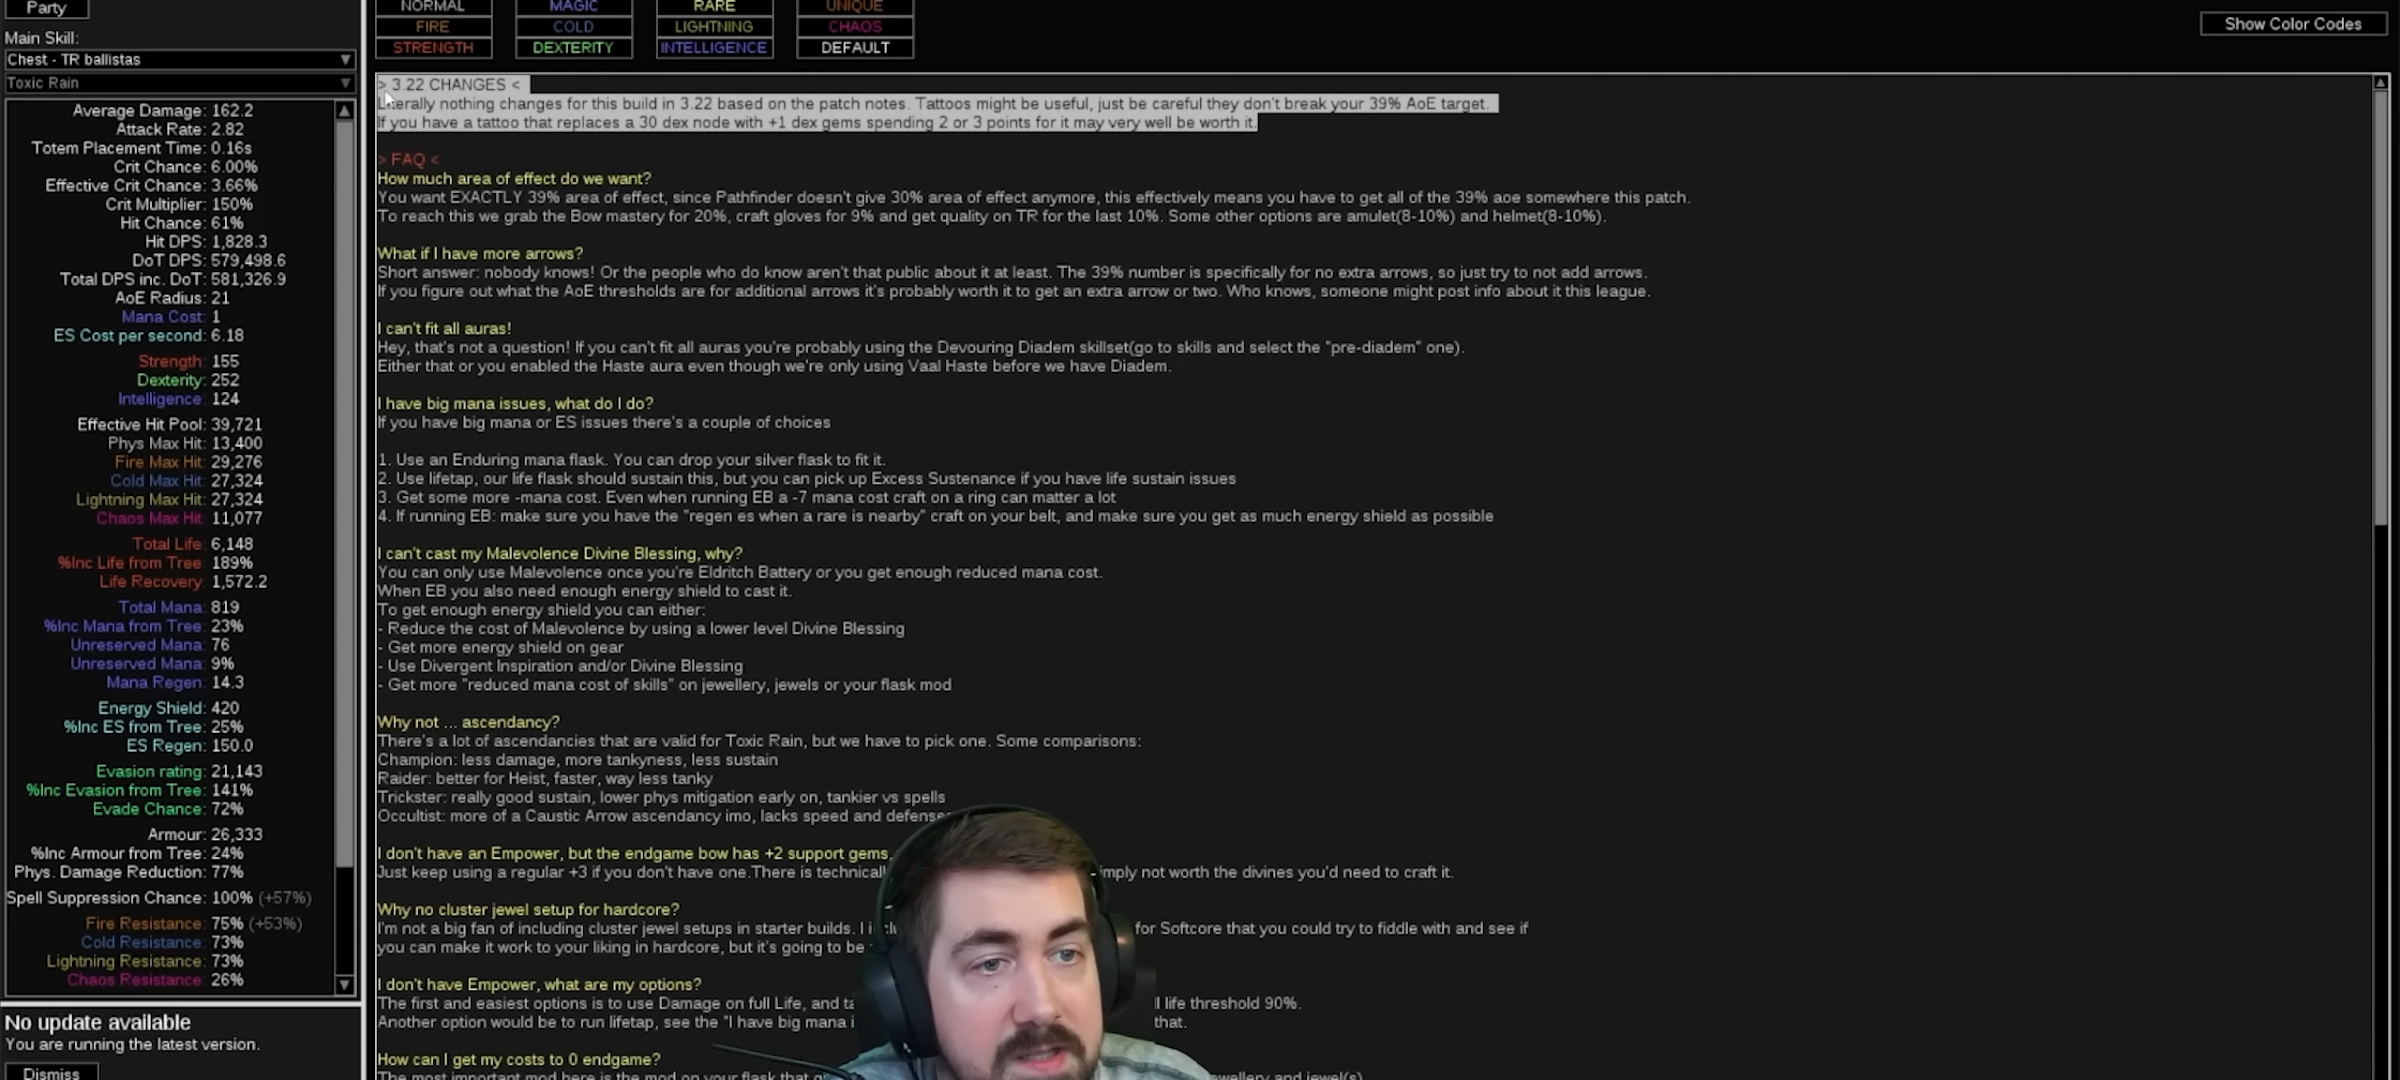 Party
NORMAL MAGIC RARE UNIQUE
FIRE COLD LIGHTNING CHAOS
STRENGTH DEXTERITY INTELLIGENCE DEFAULT
Show Color Codes
Main Skill:
Chest - TR ballistas
Toxic Rain
Average Damage: 162.2
Attack Rate: 2.82
Totem Placement Time: 0.16s
Crit Chance: 6.00%
Effective Crit Chance: 3.66%
Crit Multiplier: 150%
Hit Chance: 61%
Hit DPS: 1,828.3
DoT DPS: 579,498.6
Total DPS inc. DoT: 581,326.9
AoE Radius: 21
Mana Cost: 1
ES Cost per second: 6.18
Strength: 155
Dexterity: 252
Intelligence: 124
Effective Hit Pool: 39,721
Phys Max Hit: 13,400
Fire Max Hit: 29,276
Cold Max Hit: 27,324
Lightning Max Hit: 27,324
Chaos Max Hit: 11,077
Total Life: 6,148
%Inc Life from Tree: 189%
Life Recovery: 1,572.2
Total Mana: 819
%Inc Mana from Tree: 23%
Unreserved Mana: 76
Unreserved Mana: 9%
Mana Regen: 14.3
Energy Shield: 420
%Inc ES from Tree: 25%
ES Regen: 150.0
Evasion rating: 21,143
%Inc Evasion from Tree: 141%
Evade Chance: 72%
Armour: 26,333
%Inc Armour from Tree: 24%
Phys. Damage Reduction: 77%
Spell Suppression Chance: 100% (+57%)
Fire Resistance: 75% (+53%)
Cold Resistance: 73%
Lightning Resistance: 73%
Chaos Resistance: 26%
No update available
You are running the latest version.
Dismiss
> 3.22 CHANGES <
Literally nothing changes for this build in 3.22 based on the patch notes. Tattoos might be useful, just be careful they don't break your 39% AoE target.
If you have a tattoo that replaces a 30 dex node with +1 dex gems spending 2 or 3 points for it may very well be worth it.
> FAQ <
How much area of effect do we want?
You want EXACTLY 39% area of effect, since Pathfinder doesn't give 30% area of effect anymore, this effectively means you have to get all of the 39% aoe somewhere this patch.
To reach this we grab the Bow mastery for 20%, craft gloves for 9% and get quality on TR for the last 10%. Some other options are amulet(8-10%) and helmet(8-10%).
What if I have more arrows?
Short answer: nobody knows! Or the people who do know aren't that public about it at least. The 39% number is specifically for no extra arrows, so just try to not add arrows.
If you figure out what the AoE thresholds are for additional arrows it's probably worth it to get an extra arrow or two. Who knows, someone might post info about it this league.
I can't fit all auras!
Hey, that's not a question! If you can't fit all auras you're probably using the Devouring Diadem skillset(go to skills and select the "pre-diadem" one).
Either that or you enabled the Haste aura even though we're only using Vaal Haste before we have Diadem.
I have big mana issues, what do I do?
If you have big mana or ES issues there's a couple of choices
1. Use an Enduring mana flask. You can drop your silver flask to fit it.
2. Use lifetap, our life flask should sustain this, but you can pick up Excess Sustenance if you have life sustain issues
3. Get some more -mana cost. Even when running EB a -7 mana cost craft on a ring can matter a lot
4. If running EB: make sure you have the "regen es when a rare is nearby" craft on your belt, and make sure you get as much energy shield as possible
I can't cast my Malevolence Divine Blessing, why?
You can only use Malevolence once you're Eldritch Battery or you get enough reduced mana cost.
When EB you also need enough energy shield to cast it.
To get enough energy shield you can either:
- Reduce the cost of Malevolence by using a lower level Divine Blessing
- Get more energy shield on gear
- Use Divergent Inspiration and/or Divine Blessing
- Get more "reduced mana cost of skills" on jewellery, jewels or your flask mod
Why not ... ascendancy?
There's a lot of ascendancies that are valid for Toxic Rain, but we have to pick one. Some comparisons:
Champion: less damage, more tankyness, less sustain
Raider: better for Heist, faster, way less tanky
Trickster: really good sustain, lower phys mitigation early on, tankier vs spells
Occultist: more of a Caustic Arrow ascendancy imo, lacks speed and defense
I don't have an Empower, but the endgame bow has +2 support gems.
Just keep using a regular +3 if you don't have one.There is technicall mply not worth the divines you'd need to craft it.
Why no cluster jewel setup for hardcore?
I'm not a big fan of including cluster jewel setups in starter builds. I for Softcore that you could try to fiddle with and see if
you can make it work to your liking in hardcore, but it's going to be
I don't have Empower, what are my options?
The first and easiest options is to use Damage on full Life, and ta life threshold 90%.
Another option would be to run lifetap, see the "I have big mana i that.
How can I get my costs to 0 endgame?
The most important mod here is the mod on your flask that jewel(s)